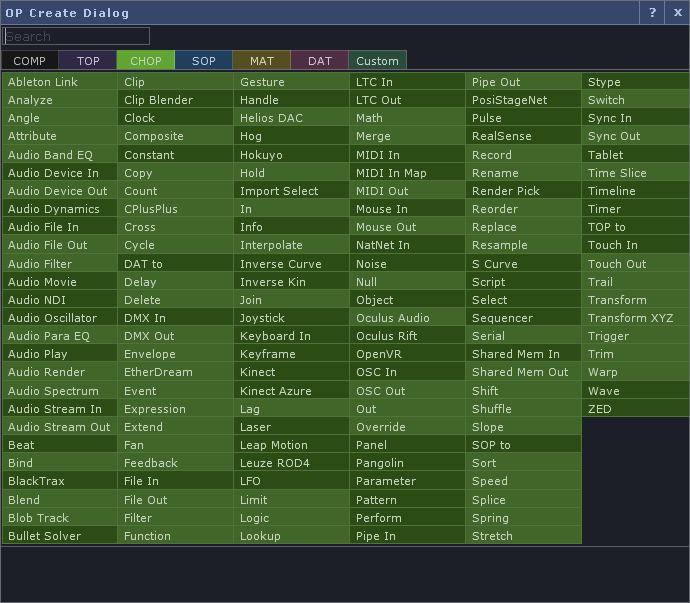 OP Create Dialog
? x
Search
COMP TOP CHOP SOP MAT DAT Custom
Ableton Link
Analyze
Angle
Attribute
Audio Band EQ
Audio Device In
Audio Device Out
Audio Dynamics
Audio File In
Audio File Out
Audio Filter
Audio Movie
Audio NDI
Audio Oscillator
Audio Para EQ
Audio Play
Audio Render
Audio Spectrum
Audio Stream In
Audio Stream Out
Beat
Bind
BlackTrax
Blend
Blob Track
Bullet Solver
Clip
Clip Blender
Clock
Composite
Constant
Copy
Count
CPlusPlus
Cross
Cycle
DAT to
Delay
Delete
DMX In
DMX Out
Envelope
EtherDream
Event
Expression
Extend
Fan
Feedback
File In
File Out
Filter
Function
Gesture
Handle
Helios DAC
Hog
Hokuyo
Hold
Import Select
In
Info
Interpolate
Inverse Curve
Inverse Kin
Join
Joystick
Keyboard In
Keyframe
Kinect
Kinect Azure
Lag
Laser
Leap Motion
Leuze ROD4
LFO
Limit
Logic
Lookup
LTC In
LTC Out
Math
Merge
MIDI In
MIDI In Map
MIDI Out
Mouse In
Mouse Out
NatNet In
Noise
Null
Object
Oculus Audio
Oculus Rift
OpenVR
OSC In
OSC Out
Out
Override
Panel
Pangolin
Parameter
Pattern
Perform
Pipe In
Pipe Out
PosiStageNet
Pulse
RealSense
Record
Rename
Render Pick
Reorder
Replace
Resample
S Curve
Script
Select
Sequencer
Serial
Shared Mem In
Shared Mem Out
Shift
Shuffle
Slope
SOP to
Sort
Speed
Splice
Spring
Stretch
Stype
Switch
Sync In
Sync Out
Tablet
Time Slice
Timeline
Timer
TOP to
Touch In
Touch Out
Trail
Transform
Transform XYZ
Trigger
Trim
Warp
Wave
ZED